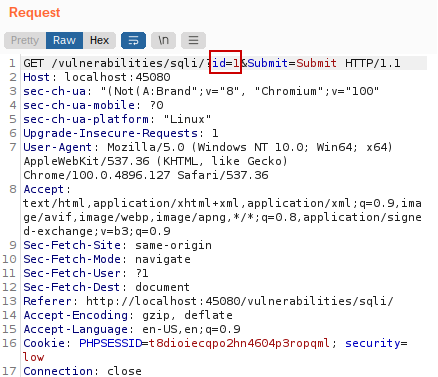 Request
Pretty Raw Hex \n
1 GET /vulnerabilities/sqli/?id=1&Submit=Submit HTTP/1.1
2 Host: localhost:45080
3 sec-ch-ua: "(Not(A:Brand";v="8", "Chromium";v="100"
4 sec-ch-ua-mobile: ?0
5 sec-ch-ua-platform: "Linux"
6 Upgrade-Insecure-Requests: 1
7 User-Agent: Mozilla/5.0 (Windows NT 10.0; Win64; x64)
AppleWebKit/537.36 (KHTML, like Gecko)
Chrome/100.0.4896.127 Safari/537.36
8 Accept:
text/html,application/xhtml+xml,application/xml;q=0.9,ima
ge/avif,image/webp,image/apng,*/*;q=0.8,application/signe
d-exchange;v=b3;q=0.9
9 Sec-Fetch-Site: same-origin
10 Sec-Fetch-Mode: navigate
11 Sec-Fetch-User: ?1
12 Sec-Fetch-Dest: document
13 Referer: http://localhost:45080/vulnerabilities/sqli/
14 Accept-Encoding: gzip, deflate
15 Accept-Language: en-US,en;q=0.9
16 Cookie: PHPSESSID=t8dioiecqpo2hn4604p3ropqml; security=
low
17 Connection: close